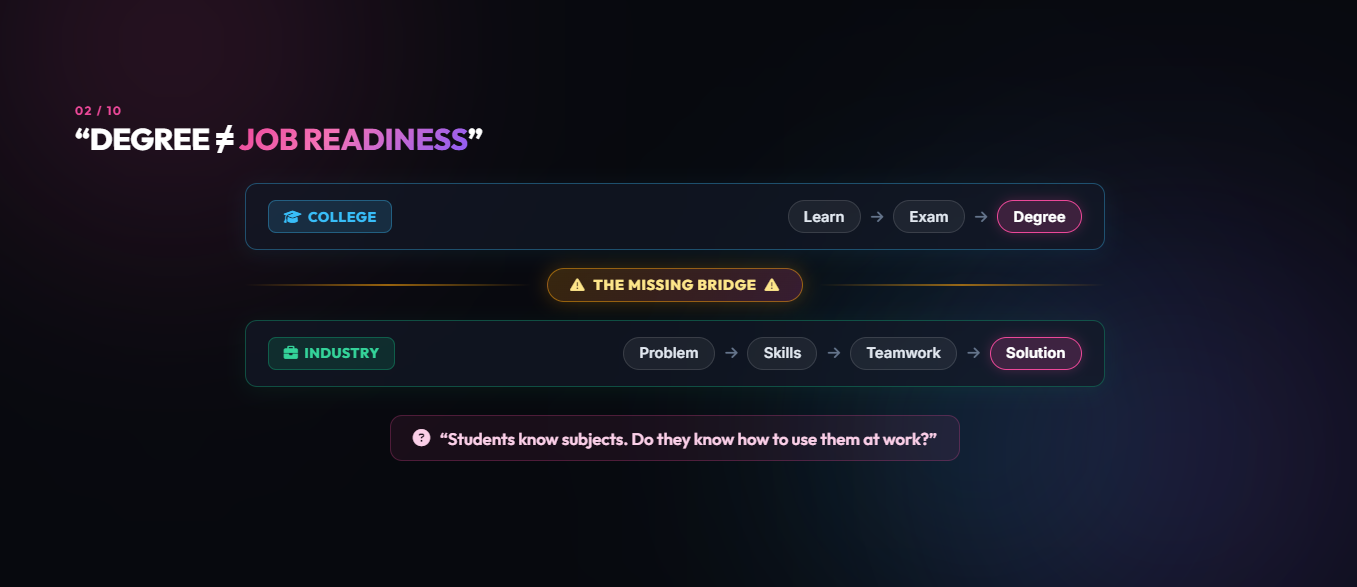 02 / 10
“DEGREE ≠ JOB READINESS”
COLLEGE Learn → Exam → Degree
THE MISSING BRIDGE
INDUSTRY Problem → Skills → Teamwork → Solution
“Students know subjects. Do they know how to use them at work?”